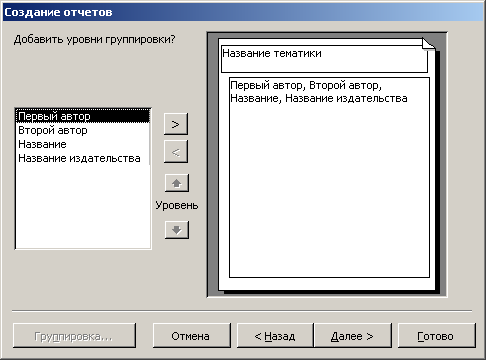 Создание отчетов
Добавить уровни группировки?
Название тематики
Первый автор, Второй автор,
Название, Название издательства
Первый автор
Второй автор
Название
Название издательства
>
<
Уровень
Группировка...
Отмена
< Назад
Далее >
Готово